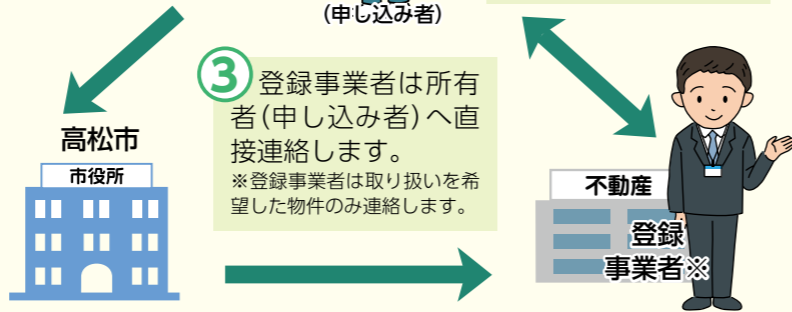 (申し込み者)
③登録事業者は所有
者(申し込み者)へ直
接連絡します。
※登録事業者は取り扱いを希
望した物件のみ連絡します。
高松市
市役所
不動産
登録
事業者※